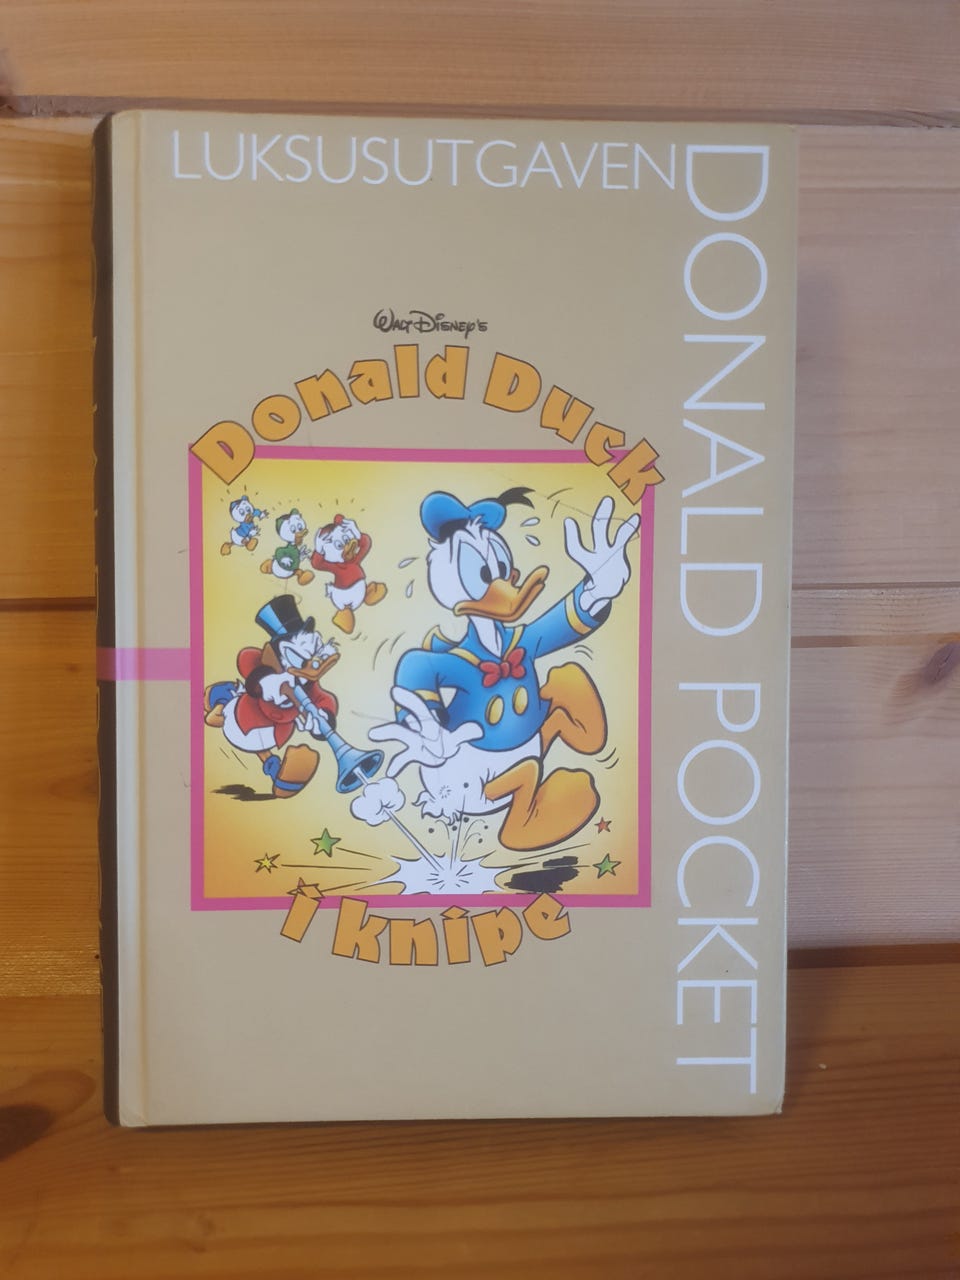 LUKSUSUTGAVEN
DONALD POCKET
WALT DISNEY'S
Donald Duck
i knipe